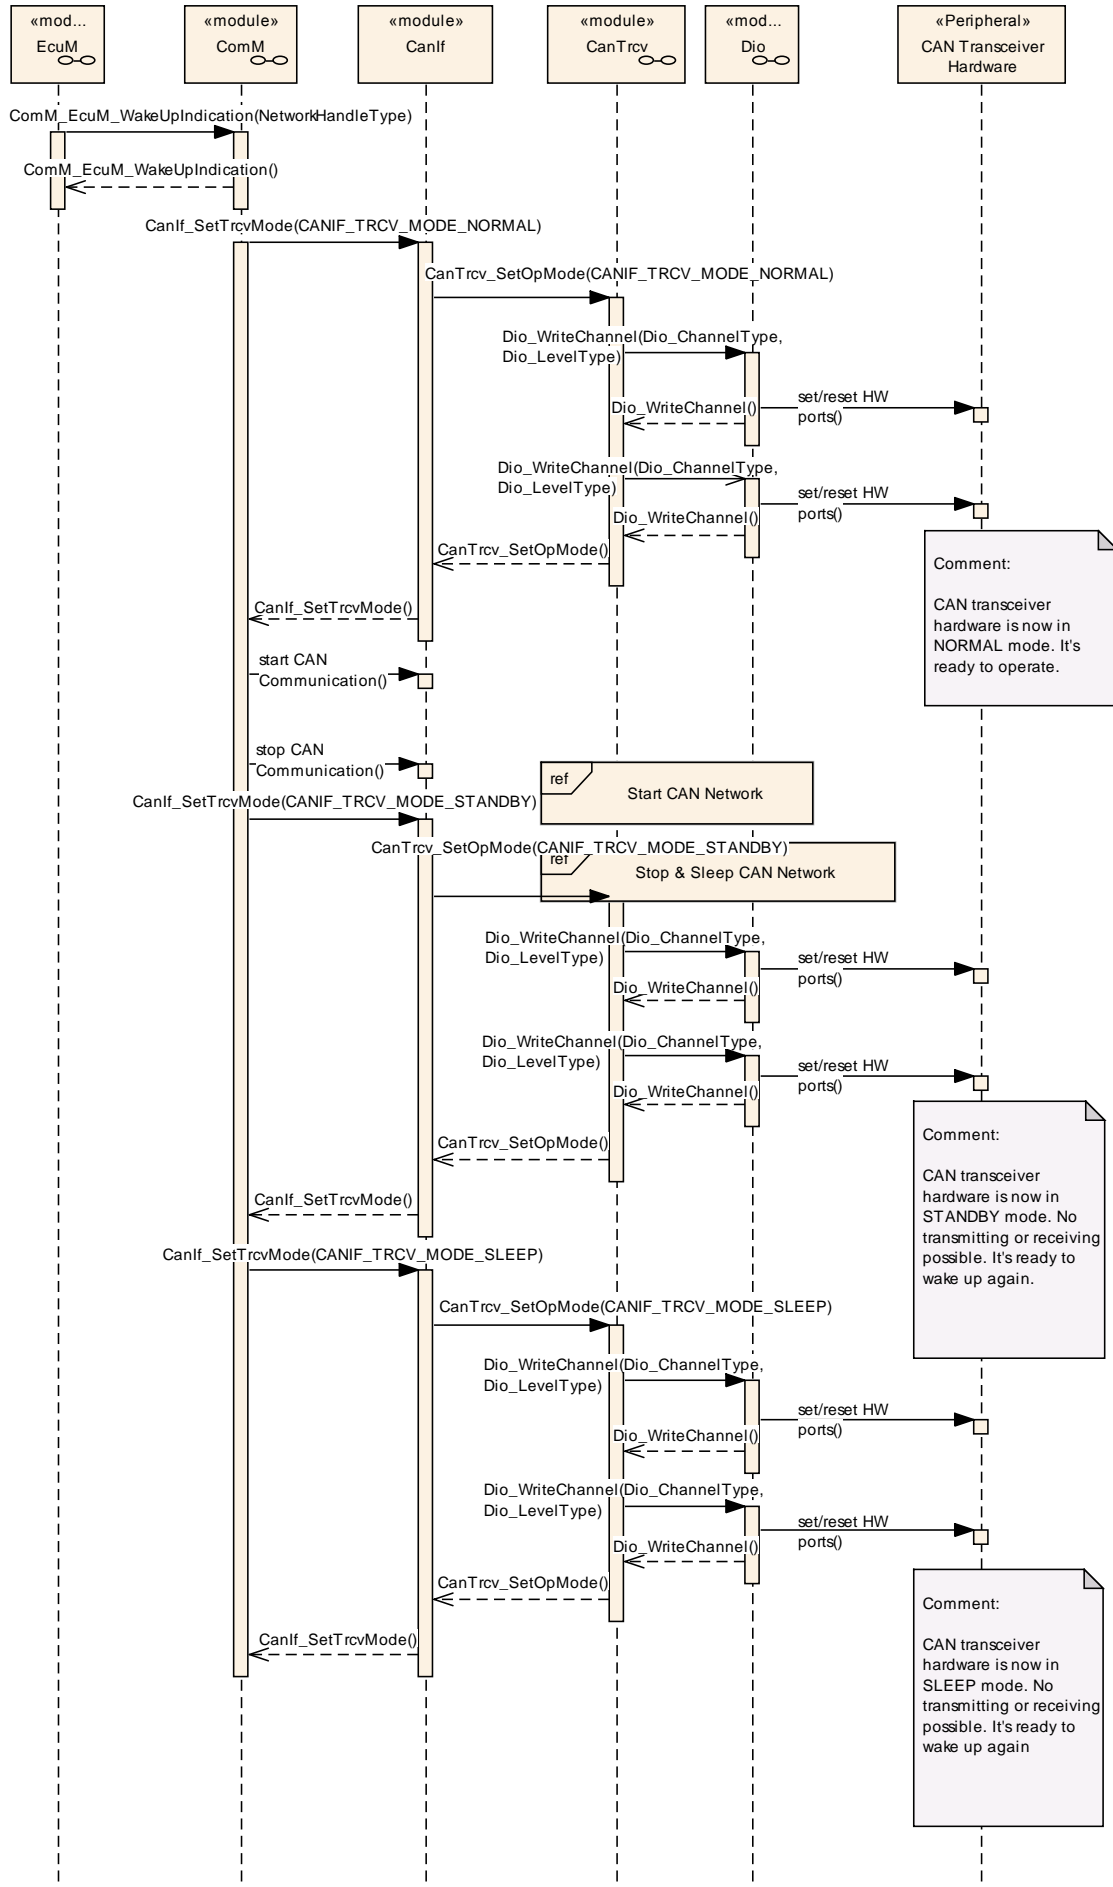 «mod...
EcuM
«module»
ComM
«module»
CanIf
«module»
CanTrcv
«mod...
Dio
«Peripheral»
CAN Transceiver
Hardware
ComM_EcuM_WakeUpIndication(NetworkHandleType)
ComM_EcuM_WakeUpIndication()
CanIf_SetTrcvMode(CANIF_TRCV_MODE_NORMAL)
CanTrcv_SetOpMode(CANIF_TRCV_MODE_NORMAL)
Dio_WriteChannel(Dio_ChannelType,
Dio_LevelType)
set/reset HW
ports()
Dio_WriteChannel()
Dio_WriteChannel(Dio_ChannelType,
Dio_LevelType)
set/reset HW
ports()
Dio_WriteChannel()
CanTrcv_SetOpMode()
Comment:
CAN transceiver
hardware is now in
NORMAL mode. It's
ready to operate.
CanIf_SetTrcvMode()
start CAN
Communication()
stop CAN
Communication()
ref
Start CAN Network
CanIf_SetTrcvMode(CANIF_TRCV_MODE_STANDBY)
CanTrcv_SetOpMode(CANIF_TRCV_MODE_STANDBY)
ref
Stop & Sleep CAN Network
Dio_WriteChannel(Dio_ChannelType,
Dio_LevelType)
set/reset HW
ports()
Dio_WriteChannel()
Dio_WriteChannel(Dio_ChannelType,
Dio_LevelType)
set/reset HW
ports()
Dio_WriteChannel()
CanTrcv_SetOpMode()
Comment:
CAN transceiver
hardware is now in
STANDBY mode. No
transmitting or receiving
possible. It's ready to
wake up again.
CanIf_SetTrcvMode()
CanIf_SetTrcvMode(CANIF_TRCV_MODE_SLEEP)
CanTrcv_SetOpMode(CANIF_TRCV_MODE_SLEEP)
Dio_WriteChannel(Dio_ChannelType,
Dio_LevelType)
set/reset HW
ports()
Dio_WriteChannel()
Dio_WriteChannel(Dio_ChannelType,
Dio_LevelType)
set/reset HW
ports()
Dio_WriteChannel()
CanTrcv_SetOpMode()
Comment:
CAN transceiver
hardware is now in
SLEEP mode. No
transmitting or receiving
possible. It's ready to
wake up again
CanIf_SetTrcvMode()